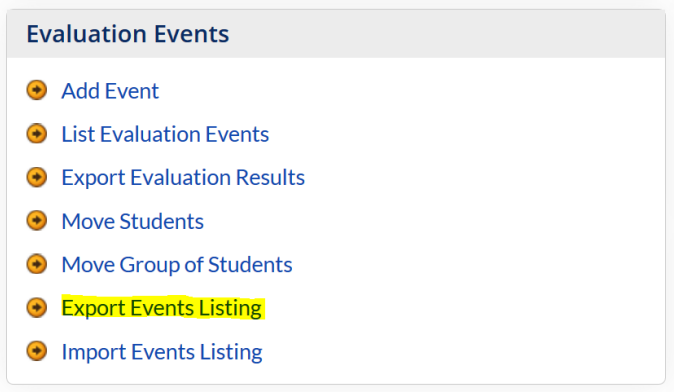 Evaluation Events
Add Event
List Evaluation Events
Export Evaluation Results
Move Students
Move Group of Students
Export Events Listing
Import Events Listing